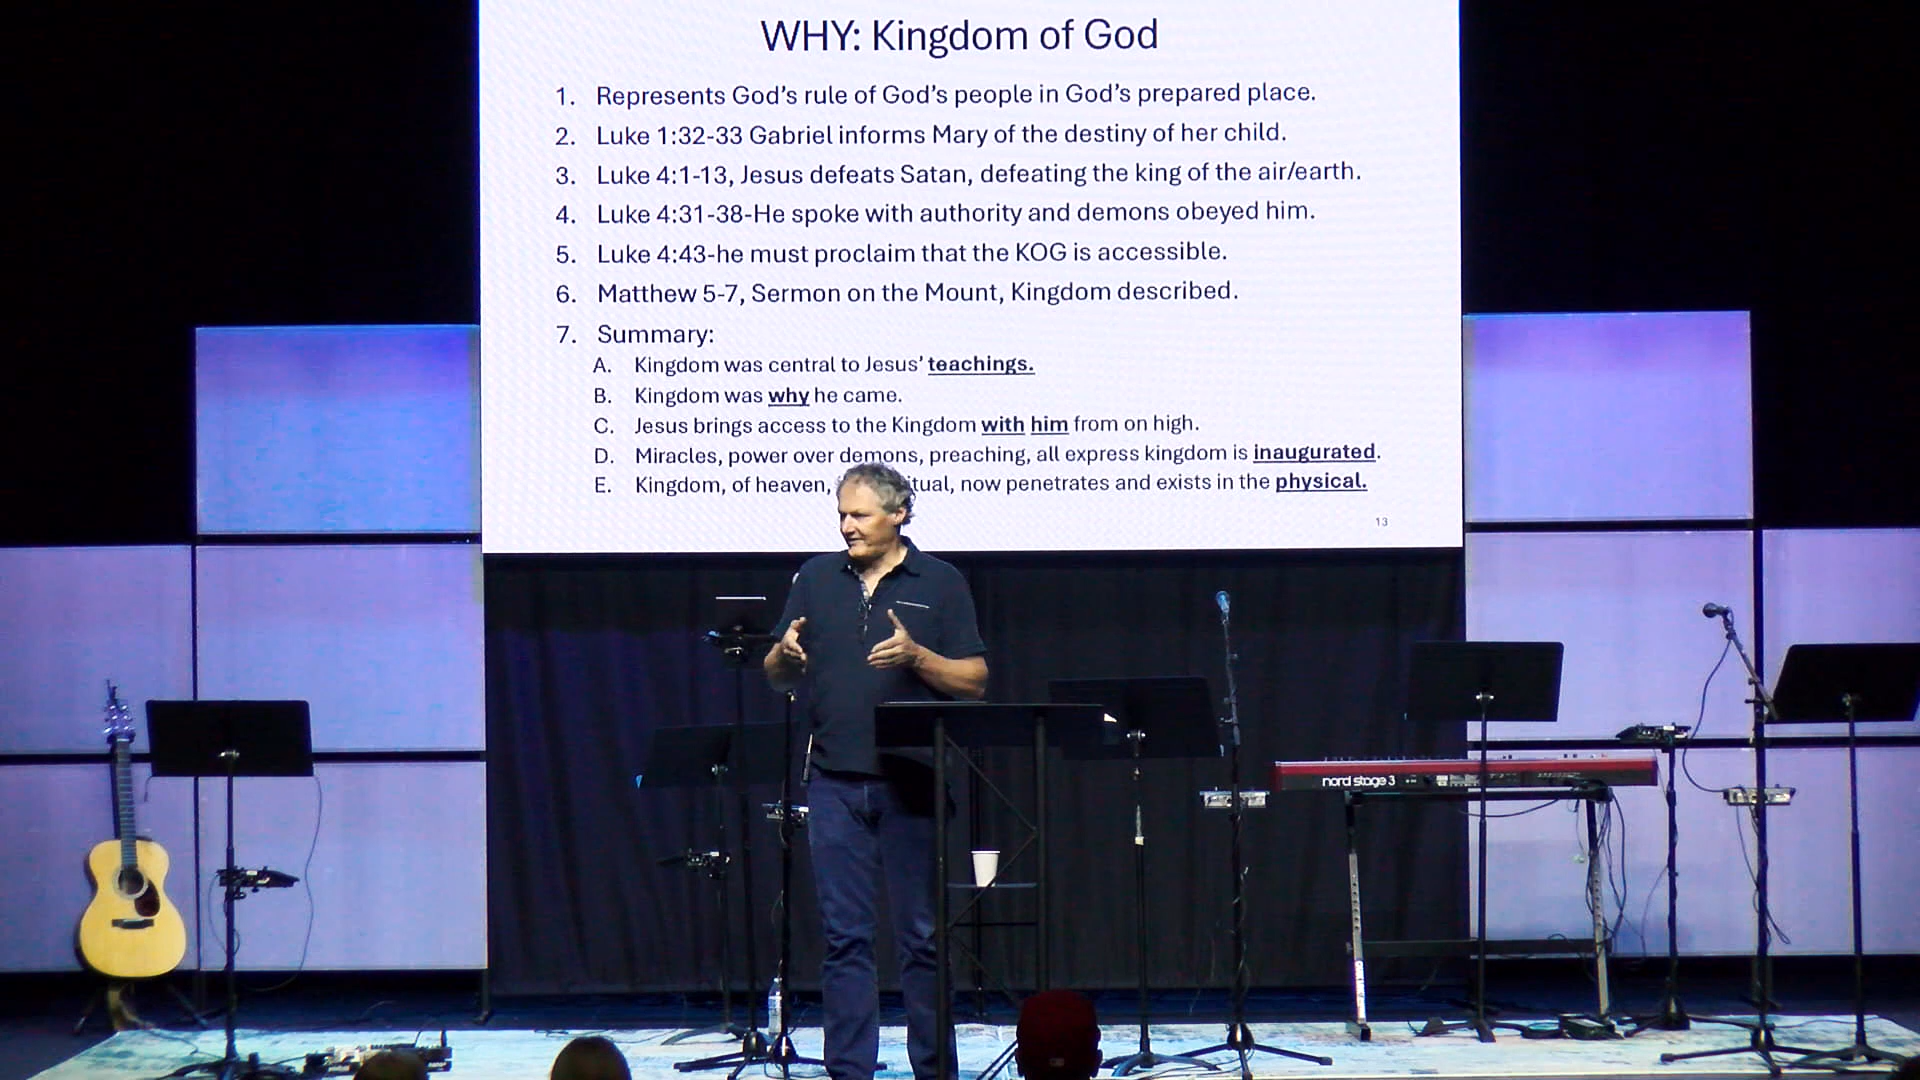 WHY: Kingdom of God
1. Represents God's rule of God's people in God's prepared place.
2. Luke 1:32-33 Gabriel informs Mary of the destiny of her child.
3. Luke 4:1-13, Jesus defeats Satan, defeating the king of the air/earth.
4. Luke 4:31-38-He spoke with authority and demons obeyed him.
5. Luke 4:43-he must proclaim that the KOG is accessible.
6. Matthew 5-7, Sermon on the Mount, Kingdom described.
7. Summary:
A. Kingdom was central to Jesus' teachings.
B. Kingdom was why he came.
C. Jesus brings access to the Kingdom with him from on high.
D. Miracles, power over demons, preaching, all express kingdom is inaugurated.
E. Kingdom, of heaven, now penetrates and exists in the physical.
13
nord stage 3